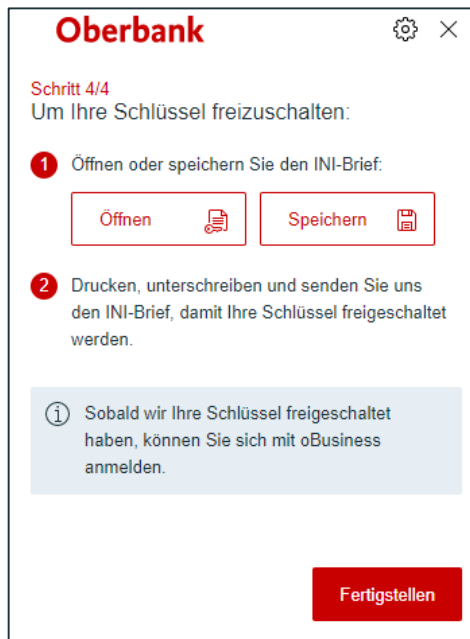 Oberbank
Schritt 4/4
Um Ihre Schlüssel freizuschalten:
1 Öffnen oder speichern Sie den INI-Brief:
Öffnen Speichern
2 Drucken, unterschreiben und senden Sie uns
den INI-Brief, damit Ihre Schlüssel freigeschaltet
werden.
Sobald wir Ihre Schlüssel freigeschaltet
haben, können Sie sich mit oBusiness
anmelden.
Fertigstellen